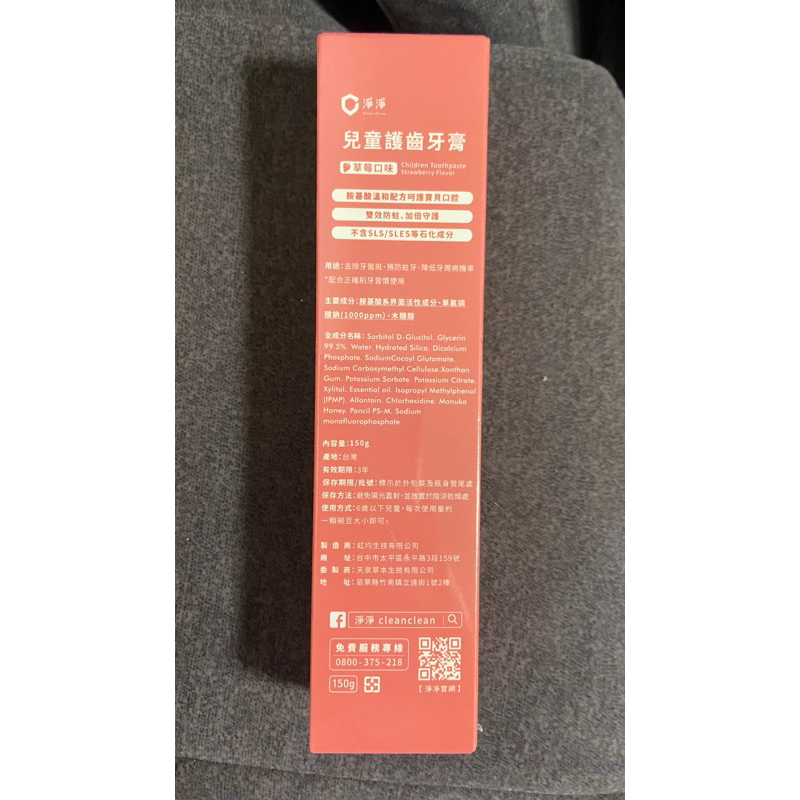 淨淨
兒童護齒牙膏
草莓口味
Children Toothpaste
Strawberry Flavor
胺基酸溫和配方呵護寶貝口腔
雙效防蛀、加倍守護
不含SLS/SLES等石化成分
用途:去除牙菌斑、預防蛀牙、降低牙周病機率
*配合正確刷牙習慣使用
主要成分:胺基酸系界面活性成分、單氟磷
酸鈉(1000ppm)、木糖醇
全成分名稱: Sorbitol D-Glucitol, Glycerin
99.5%, Water, Hydrated Silica, Dicalcium
Phosphate, SodiumCocoyl Glutamate,
Sodium Carboxymethyl Cellulose,Xanthan
Gum, Potassium Sorbate, Potassium Citrate,
Xylitol, Essential oil, Isopropyl Methylphenol
(IPMP), Allantoin, Chlorhexidine, Manuka
Honey, Pancil PS-M, Sodium
monofluorophosphate.
內容量:150g
產地:台灣
有效期限:3年
保存期限/批號:標示於外包裝及瓶身管尾處
保存方法:避免陽光直射,並放置於陰涼乾燥處
使用方式:6歲以下兒童,每次使用量約
一顆碗豆大小即可。
製 造 商:虹均生技有限公司
廠 址:台中市太平區永平路3段159號
委 製 商:天泉草本生技有限公司
地 址:苗栗縣竹南鎮立達街1號2樓
淨淨 cleanclean
免費服務專線
0800-375-218
150g
【淨淨官網】